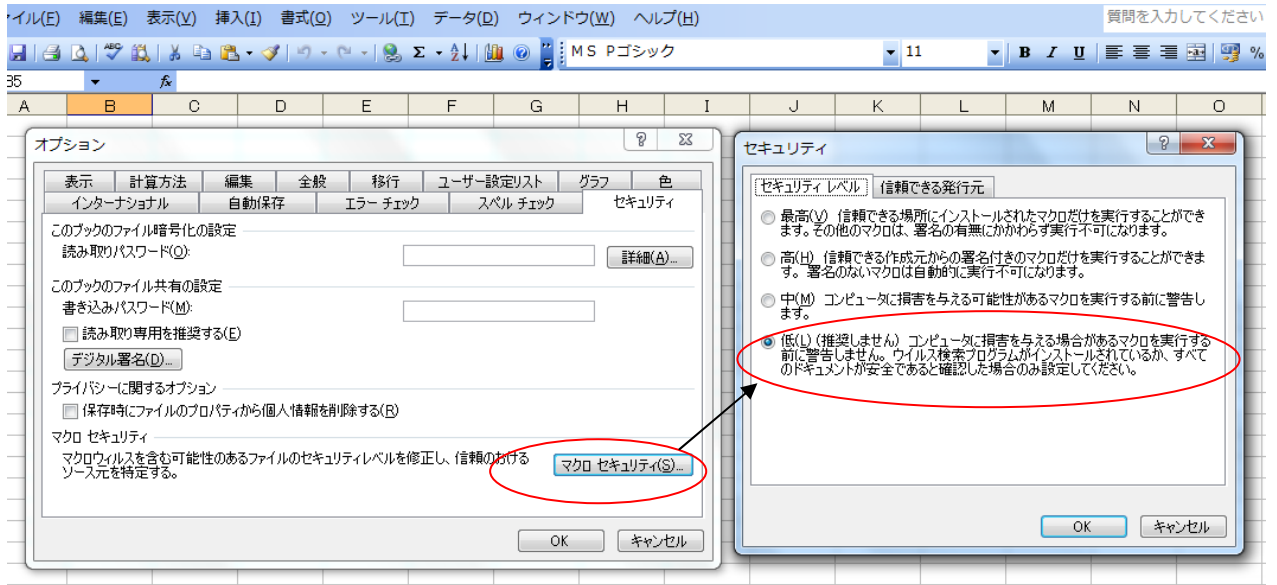 ァイル(F) 編集(E) 表示(V) 挿入(I) 書式(O) ツール(T) データ(D) ウィンドウ(W) ヘルプ(H) 質問を入力してください
MS Pゴシック 11 B I U %
B5 fx
A B C D E F G H I J K L M N O
オプション
表示 計算方法 編集 全般 移行 ユーザー設定リスト グラフ 色
インターナショナル 自動保存 エラー チェック スペル チェック セキュリティ
このブックのファイル暗号化の設定
読み取りパスワード(O):
詳細(A)...
このブックのファイル共有の設定
書き込みパスワード(M):
読み取り専用を推奨する(E)
デジタル署名(D)...
プライバシーに関するオプション
保存時にファイルのプロパティから個人情報を削除する(R)
マクロ セキュリティ
マクロウィルスを含む可能性のあるファイルのセキュリティレベルを修正し、信頼のおける
ソース元を特定する。
マクロ セキュリティ(S)...
OK キャンセル
セキュリティ
セキュリティ レベル 信頼できる発行元
最高(V) 信頼できる場所にインストールされたマクロだけを実行することができ
ます。その他のマクロは、署名の有無にかかわらず実行不可になります。
高(H) 信頼できる作成元からの署名付きのマクロだけを実行することができま
す。署名のないマクロは自動的に実行不可になります。
中(M) コンピュータに損害を与える可能性があるマクロを実行する前に警告し
ます。
低(L) (推奨しません) コンピュータに損害を与える場合があるマクロを実行する
前に警告しません。ウイルス検索プログラムがインストールされているか、すべて
のドキュメントが安全であると確認した場合のみ設定してください。
OK キャンセル